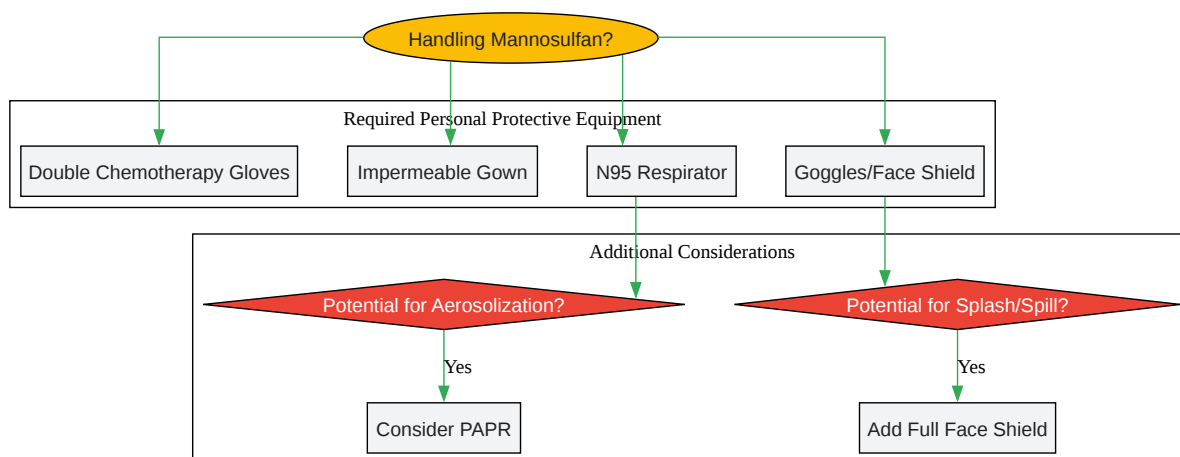 Handling Mannosulfan?
Required Personal Protective Equipment
Double Chemotherapy Gloves
Impermeable Gown
N95 Respirator
Goggles/Face Shield
Additional Considerations
Potential for Aerosolization?
Potential for Splash/Spill?
Yes
Yes
Consider PAPR
Add Full Face Shield